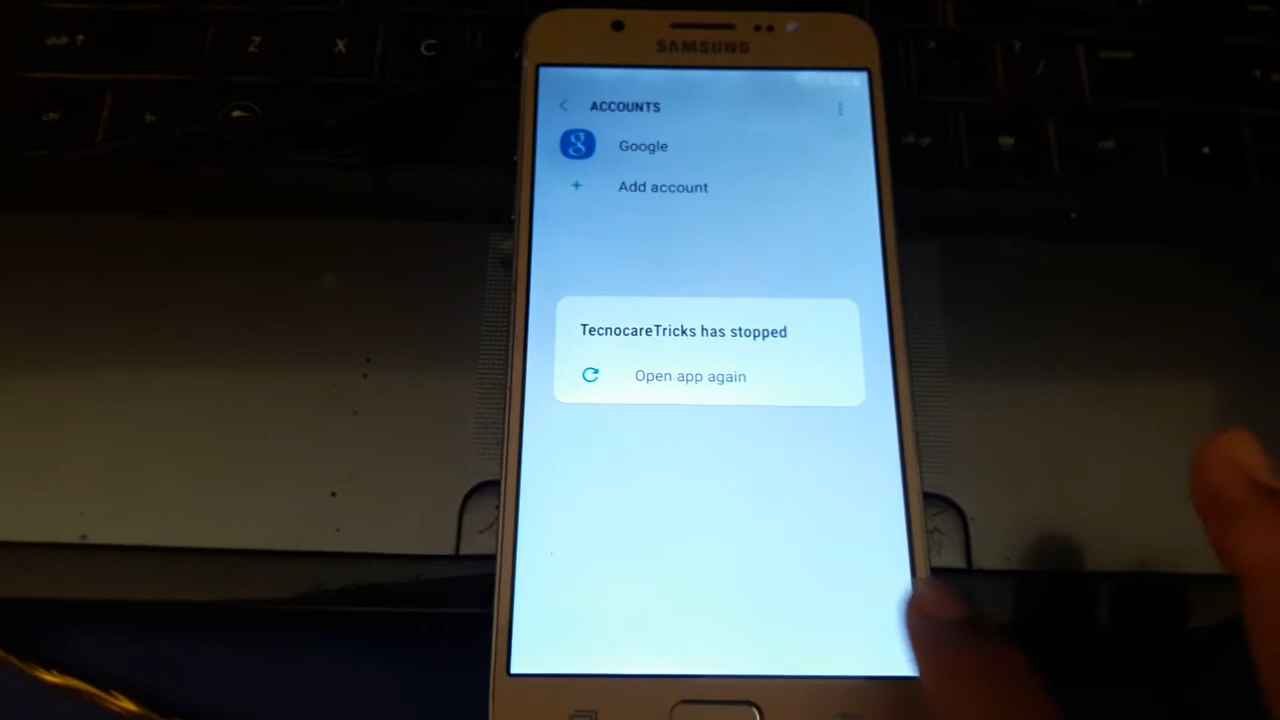 Z X C
SAMSUNG
ACCOUNTS
Google
Add account
TecnocareTricks has stopped
Open app again